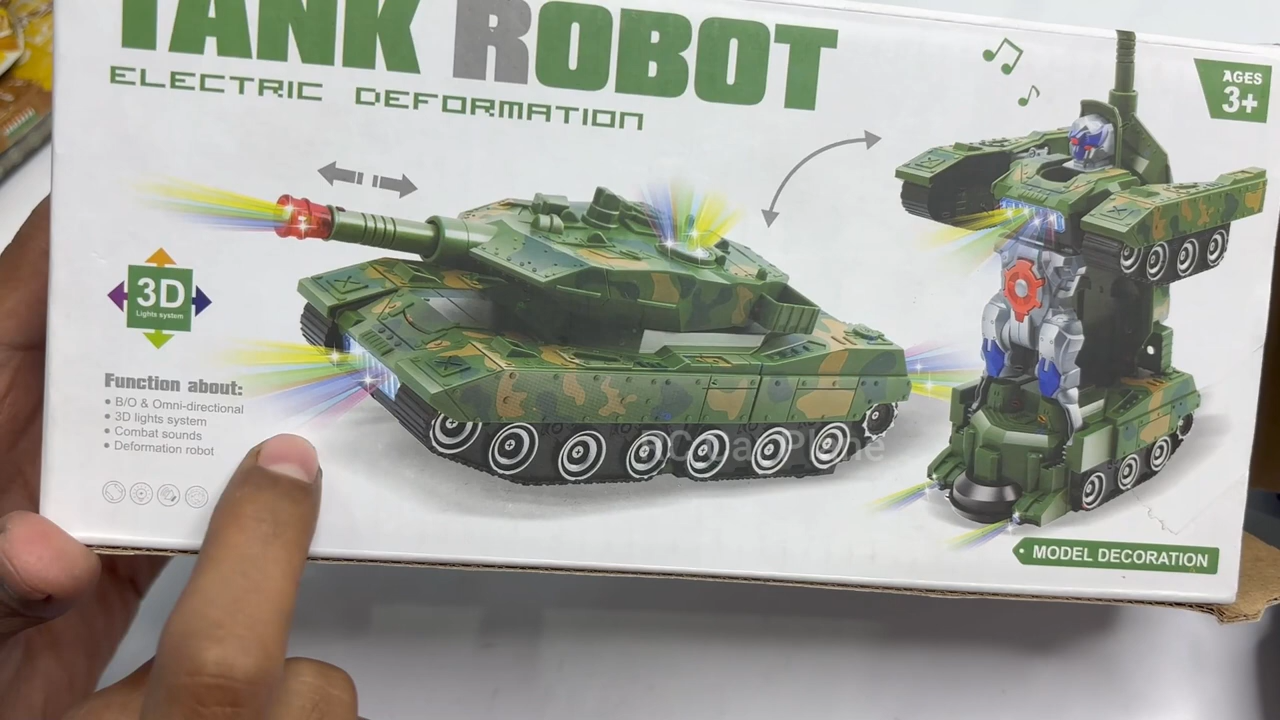 TANK ROBOT
ELECTRIC DEFORMATION
AGES
3+
3D
Lights system
Function about:
• B/O & Omni-directional
• 3D lights system
• Combat sounds
• Deformation robot
MODEL DECORATION